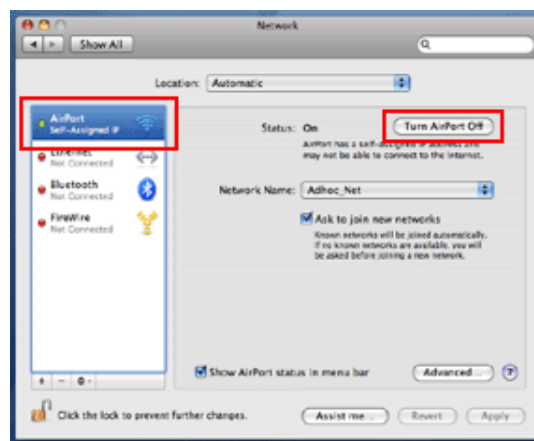 Network
Show All
Location: Automatic
AirPort
Self-Assigned IP
Status: On
Turn AirPort Off
AirPort has a self-assigned IP address and
may not be able to connect to the Internet.
Ethernet
Not Connected
Bluetooth
Not Connected
Network Name: Adhoc_Net
FireWire
Not Connected
Ask to join new networks
Known networks will be joined automatically.
If no known networks are available, you will
be asked before joining a new network.
Show AirPort status in menu bar
Advanced...
?
Click the lock to prevent further changes.
Assist me...
Revert
Apply